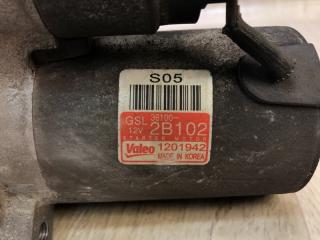 S05
GSL 36100-
12V 2B102
STARTER MOTOR
Valeo 1201942
MADE IN KOREA